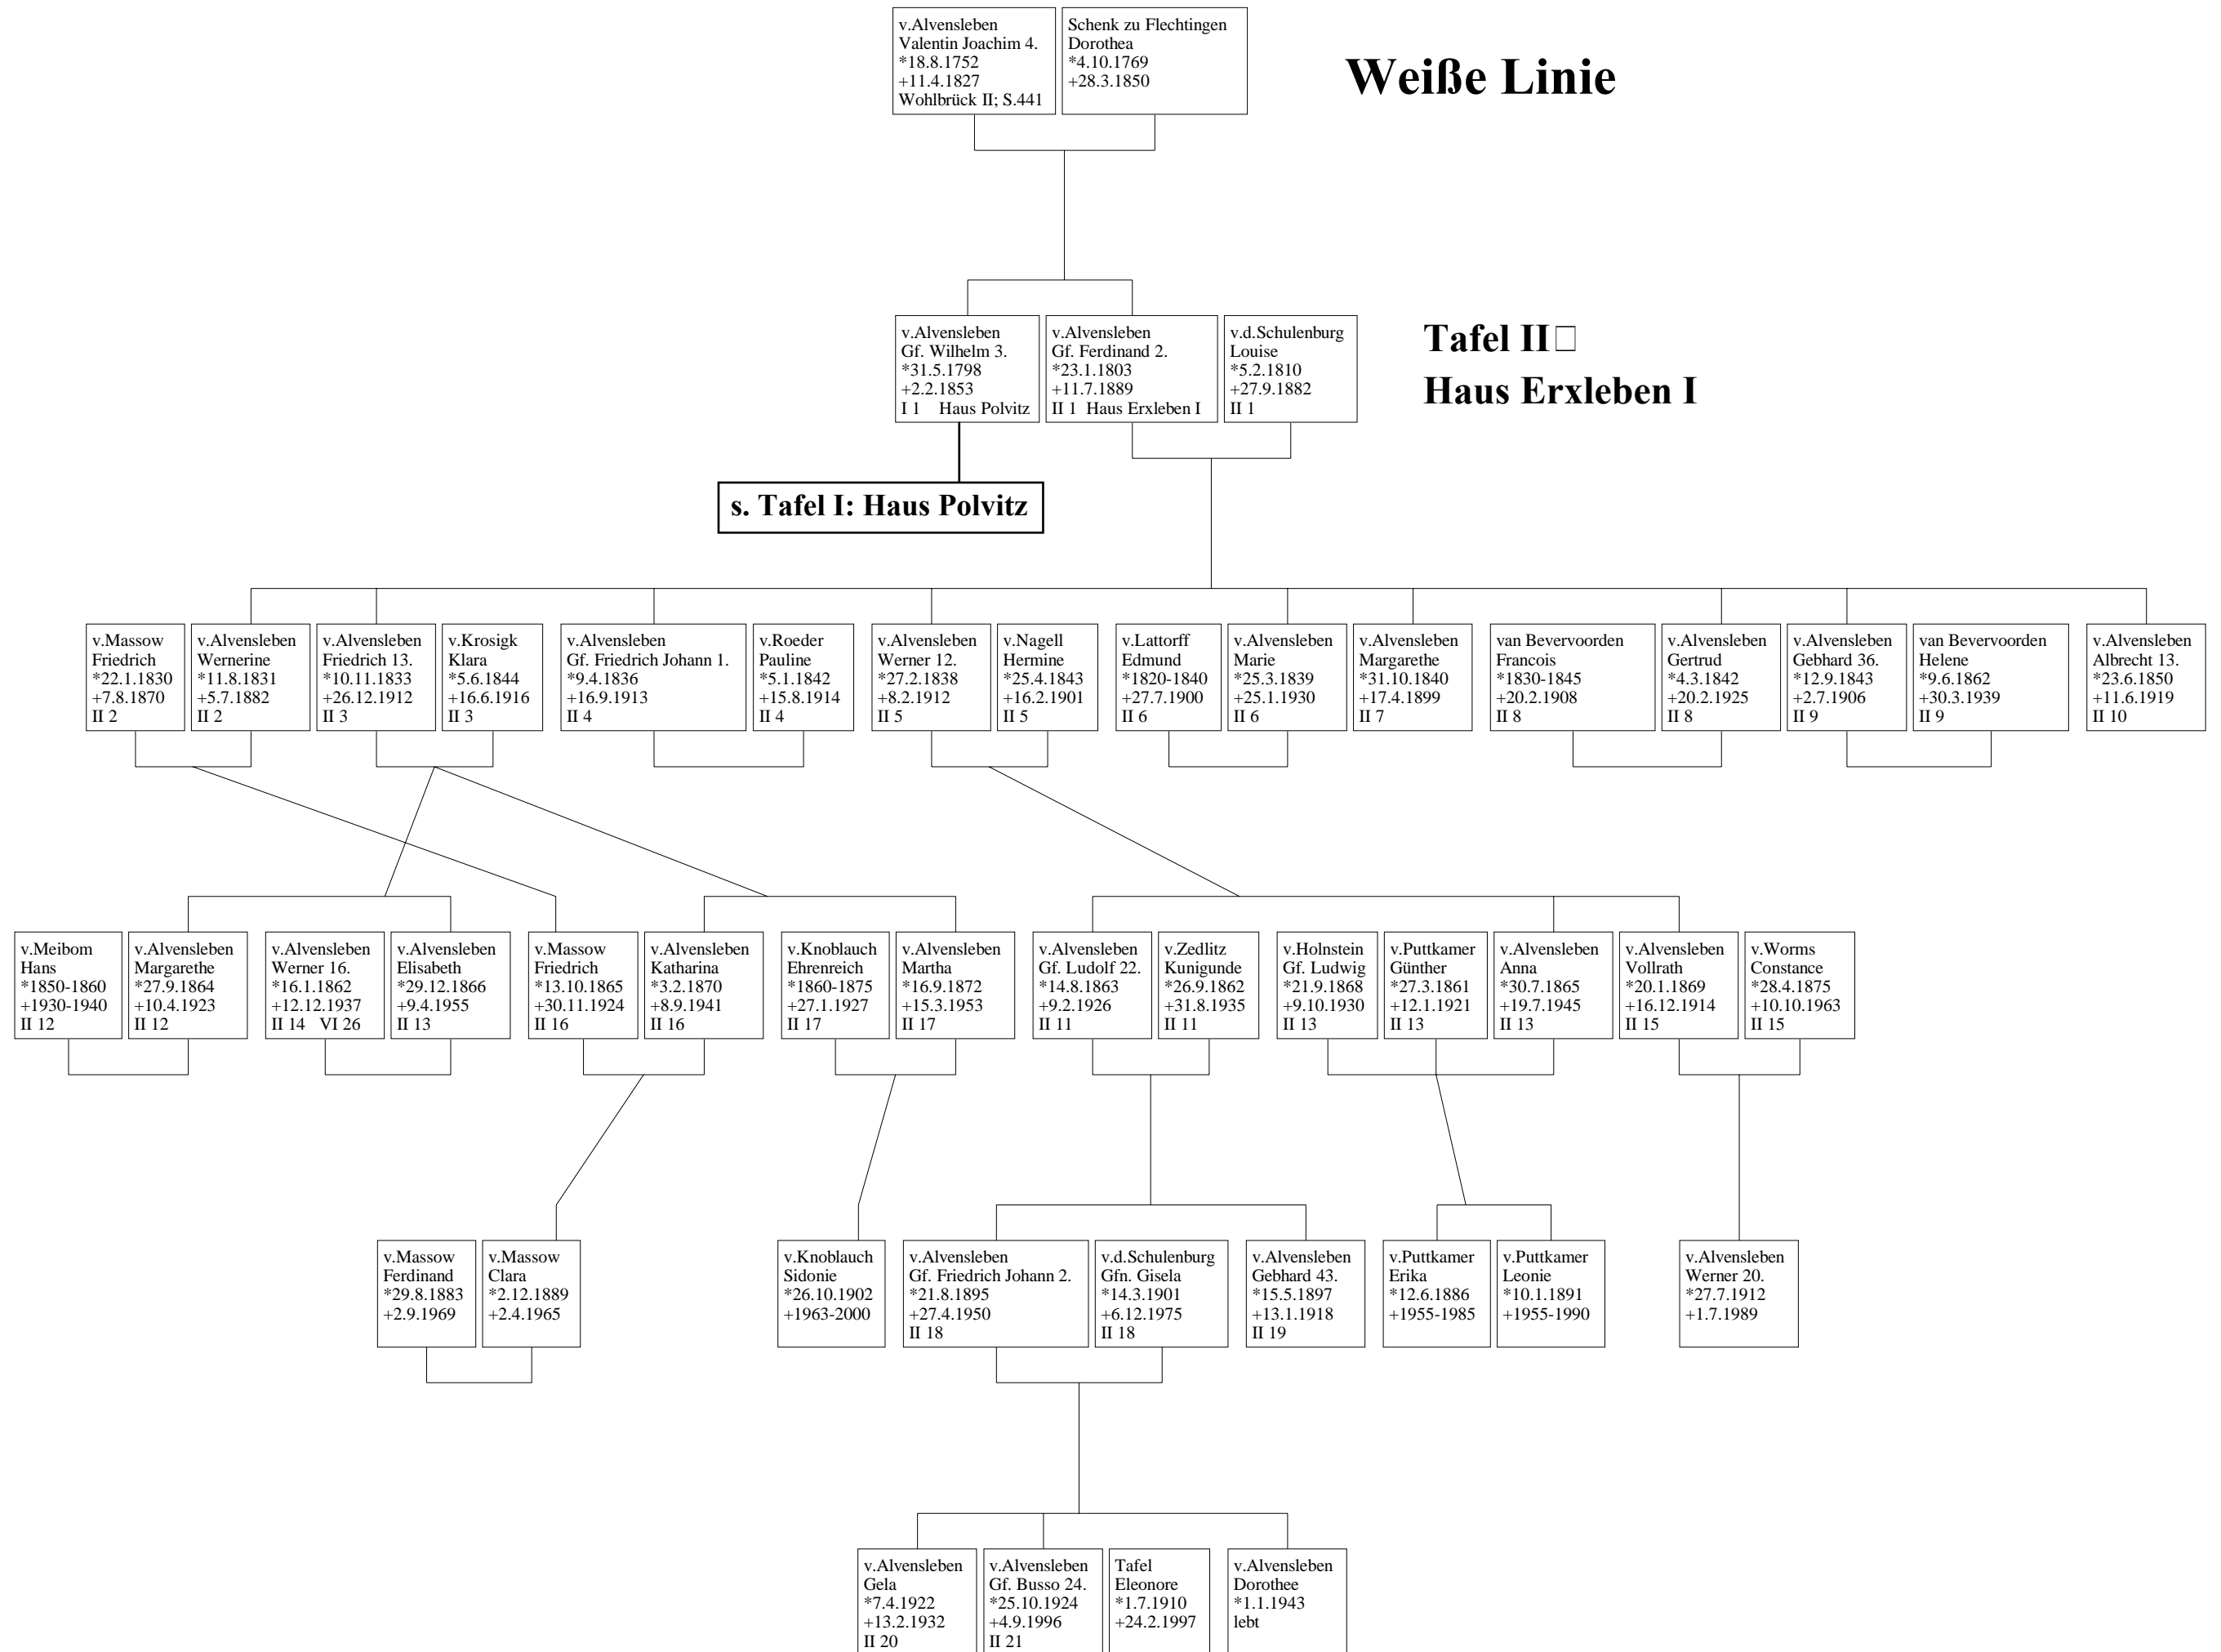 v.Alvensleben
Valentin Joachim 4.
*18.8.1752
+11.4.1827
Wohlbrück II; S.441
Schenk zu Flechtingen
Dorothea
*4.10.1769
+28.3.1850
Weiße Linie
v.Alvensleben
Gf. Wilhelm 3.
*31.5.1798
+2.2.1853
I 1 Haus Polvitz
v.Alvensleben
Gf. Ferdinand 2.
*23.1.1803
+11.7.1889
II 1 Haus Erxleben I
v.d.Schulenburg
Louise
*5.2.1810
+27.9.1882
II 1
Tafel II
Haus Erxleben I
s. Tafel I: Haus Polvitz
v.Massow
Friedrich
*22.1.1830
+7.8.1870
II 2
v.Alvensleben
Wernerine
*11.8.1831
+5.7.1882
II 2
v.Alvensleben
Friedrich 13.
*10.11.1833
+26.12.1912
II 3
v.Krosigk
Klara
*5.6.1844
+16.6.1916
II 3
v.Alvensleben
Gf. Friedrich Johann 1.
*9.4.1836
+16.9.1913
II 4
v.Roeder
Pauline
*5.1.1842
+15.8.1914
II 4
v.Alvensleben
Werner 12.
*27.2.1838
+8.2.1912
II 5
v.Nagell
Hermine
*25.4.1843
+16.2.1901
II 5
v.Lattorff
Edmund
*1820-1840
+27.7.1900
II 6
v.Alvensleben
Marie
*25.3.1839
+25.1.1930
II 6
v.Alvensleben
Margarethe
*31.10.1840
+17.4.1899
II 7
van Bevervoorden
Francois
*1830-1845
+20.2.1908
II 8
v.Alvensleben
Gertrud
*4.3.1842
+20.2.1925
II 8
v.Alvensleben
Gebhard 36.
*12.9.1843
+2.7.1906
II 9
van Bevervoorden
Helene
*9.6.1862
+30.3.1939
II 9
v.Alvensleben
Albrecht 13.
*23.6.1850
+11.6.1919
II 10
v.Meibom
Hans
*1850-1860
+1930-1940
II 12
v.Alvensleben
Margarethe
*27.9.1864
+10.4.1923
II 12
v.Alvensleben
Werner 16.
*16.1.1862
+12.12.1937
II 14 VI 26
v.Alvensleben
Elisabeth
*29.12.1866
+9.4.1955
II 13
v.Massow
Friedrich
*13.10.1865
+30.11.1924
II 16
v.Alvensleben
Katharina
*3.2.1870
+8.9.1941
II 16
v.Knoblauch
Ehrenreich
*1860-1875
+27.1.1927
II 17
v.Alvensleben
Martha
*16.9.1872
+15.3.1953
II 17
v.Alvensleben
Gf. Ludolf 22.
*14.8.1863
+9.2.1926
II 11
v.Zedlitz
Kunigunde
*26.9.1862
+31.8.1935
II 11
v.Holnstein
Gf. Ludwig
*21.9.1868
+9.10.1930
II 13
v.Puttkamer
Günther
*27.3.1861
+12.1.1921
II 13
v.Alvensleben
Anna
*30.7.1865
+19.7.1945
II 13
v.Alvensleben
Vollrath
*20.1.1869
+16.12.1914
II 15
v.Worms
Constance
*28.4.1875
+10.10.1963
II 15
v.Massow
Ferdinand
*29.8.1883
+2.9.1969
v.Massow
Clara
*2.12.1889
+2.4.1965
v.Knoblauch
Sidonie
*26.10.1902
+1963-2000
v.Alvensleben
Gf. Friedrich Johann 2.
*21.8.1895
+27.4.1950
II 18
v.d.Schulenburg
Gfn. Gisela
*14.3.1901
+6.12.1975
II 18
v.Alvensleben
Gebhard 43.
*15.5.1897
+13.1.1918
II 19
v.Puttkamer
Erika
*12.6.1886
+1955-1985
v.Puttkamer
Leonie
*10.1.1891
+1955-1990
v.Alvensleben
Werner 20.
*27.7.1912
+1.7.1989
v.Alvensleben
Gela
*7.4.1922
+13.2.1932
II 20
v.Alvensleben
Gf. Busso 24.
*25.10.1924
+4.9.1996
II 21
Tafel
Eleonore
*1.7.1910
+24.2.1997
v.Alvensleben
Dorothee
*1.1.1943
lebt